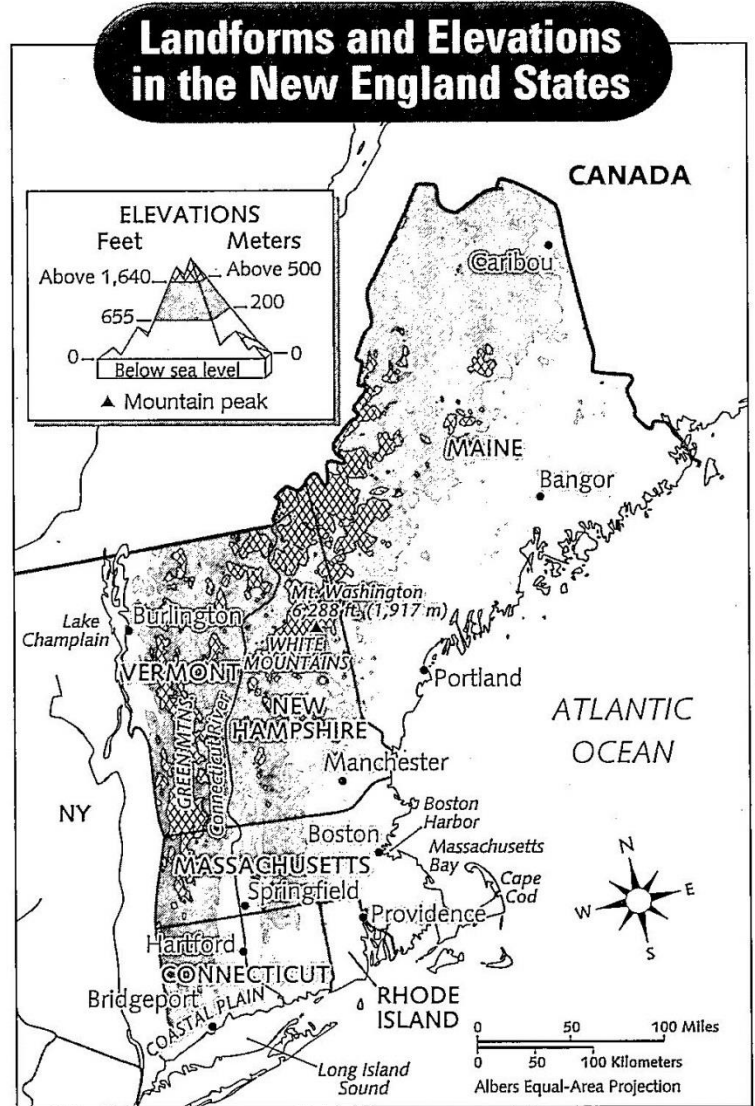 Landforms and Elevations
in the New England States
CANADA
ELEVATIONS
Feet Meters
Above 1,640 Above 500
655 200
0 0
Below sea level
▲ Mountain peak
Caribou
MAINE
Bangor
Mt. Washington
6,288 ft. (1,917 m)
Lake
Champlain
Burlington
WHITE
MOUNTAINS
VERMONT
Portland
NEW
HAMPSHIRE
ATLANTIC
OCEAN
GREEN MTNS.
Connecticut River
Manchester
NY
Boston
Harbor
Boston
Massachusetts
Bay
MASSACHUSETTS
Cape
Cod
Springfield
Providence
N
E
S
W
Hartford
CONNECTICUT
RHODE
ISLAND
Bridgeport
COASTAL PLAIN
Long Island
Sound
0 50 100 Miles
0 50 100 Kilometers
Albers Equal-Area Projection